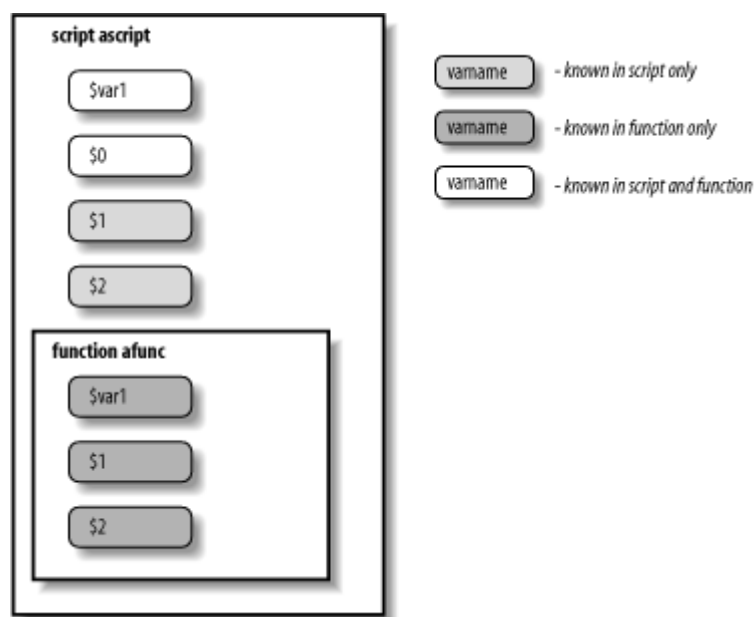 script ascript
$var1
$0
$1
$2
function afunc
$var1
$1
$2
varname - known in script only
varname - known in function only
varname - known in script and function